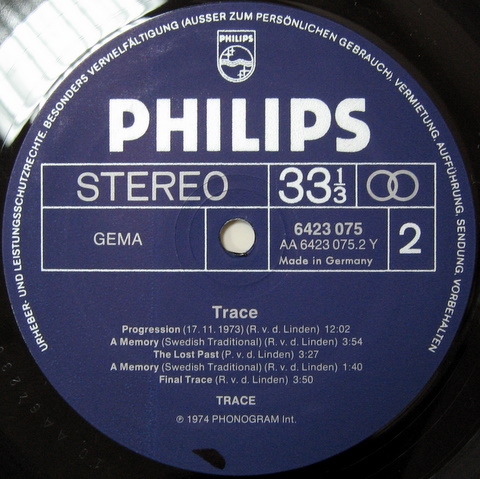 URHEBER- UND LEISTUNGSSCHUTZRECHTE, BESONDERS VERVIELFÄLTIGUNG (AUSSER ZUM PERSÖNLICHEN GEBRAUCH), VERMIETUNG, AUFFÜHRUNG, SENDUNG, VORBEHALTEN
PHILIPS
PHILIPS
STEREO
33 1/3
GEMA
6423 075
AA 6423 075.2 Y
Made in Germany
2
Trace
Progression (17. 11. 1973) (R. v. d. Linden) 12:02
A Memory (Swedish Traditional) (R. v. d. Linden) 3:54
The Lost Past (P. v. d. Linden) 3:27
A Memory (Swedish Traditional) (R. v. d. Linden) 1:40
Final Trace (R. v. d. Linden) 3:50
TRACE
℗ 1974 PHONOGRAM Int.